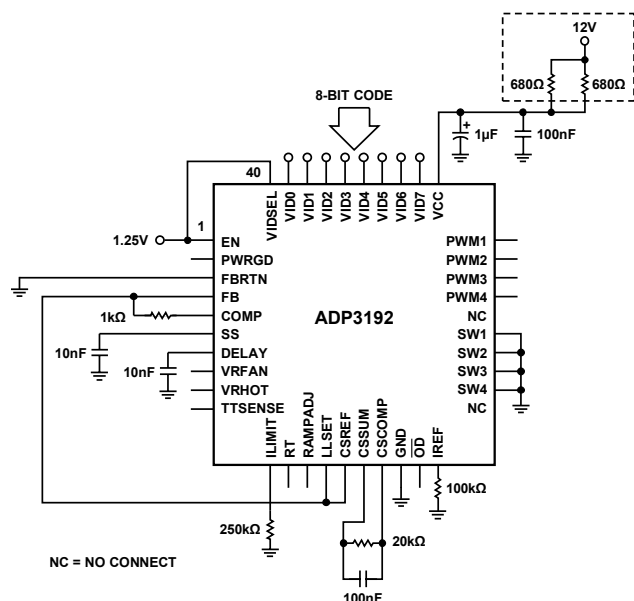 12V
680Ω 680Ω
8-BIT CODE
1µF 100nF
+
40
VIDSEL
VID0
VID1
VID2
VID3
VID4
VID5
VID6
VID7
VCC
1
1.25V
EN
PWRGD
FBRTN
FB
COMP
SS
DELAY
VRFAN
VRHOT
TTSENSE
1kΩ
10nF
10nF
ADP3192
PWM1
PWM2
PWM3
PWM4
NC
SW1
SW2
SW3
SW4
NC
ILIMIT
RT
RAMPADJ
LLSET
CSREF
CSSUM
CSCOMP
GND
OD
IREF
100kΩ
250kΩ
20kΩ
100nF
NC = NO CONNECT